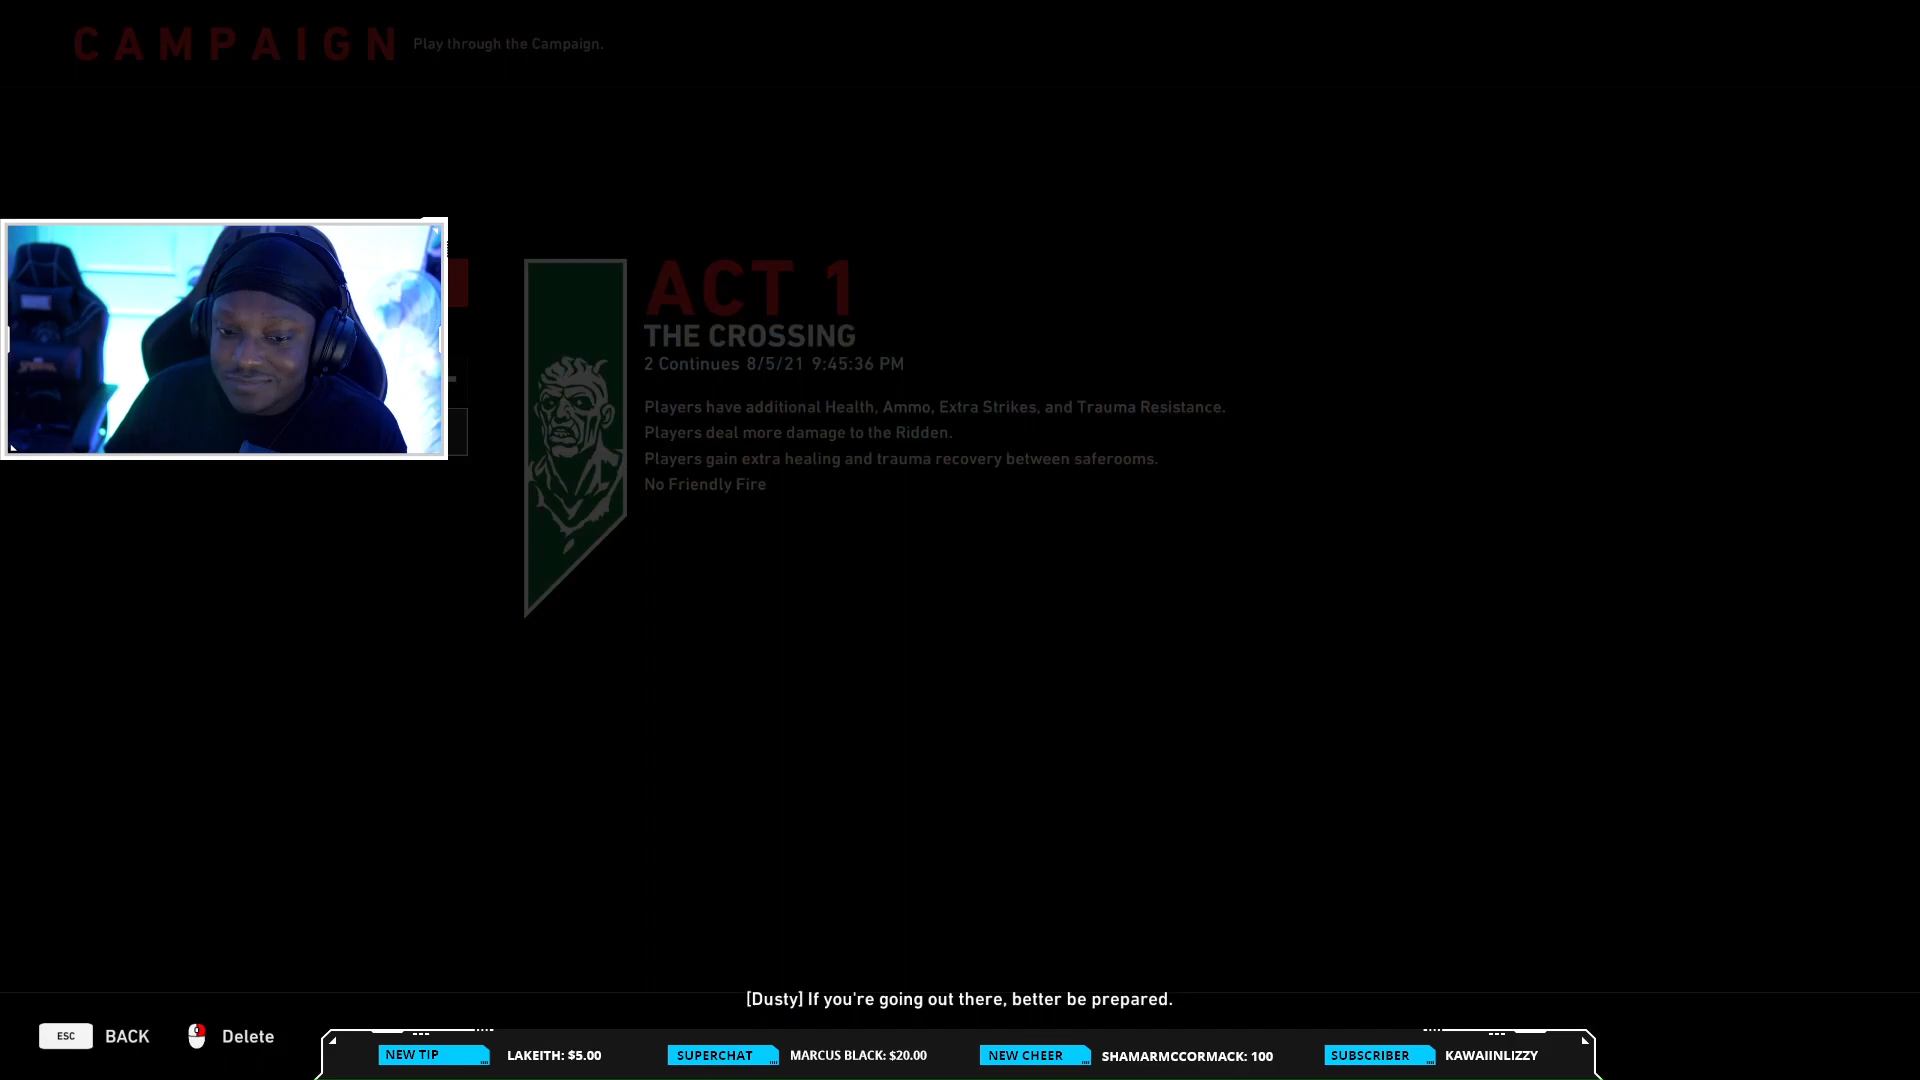 CAMPAIGN Play through the Campaign.
ACT 1
THE CROSSING
2 Continues 8/5/21 9:45:36 PM
Players have additional Health, Ammo, Extra Strikes, and Trauma Resistance.
Players deal more damage to the Ridden.
Players gain extra healing and trauma recovery between saferooms.
No Friendly Fire
[Dusty] If you're going out there, better be prepared.
ESC BACK Delete
NEW TIP LAKEITH: $5.00 SUPERCHAT MARCUS BLACK: $20.00 NEW CHEER SHAMARMCCORMACK: 100 SUBSCRIBER KAWAIINLIZZY